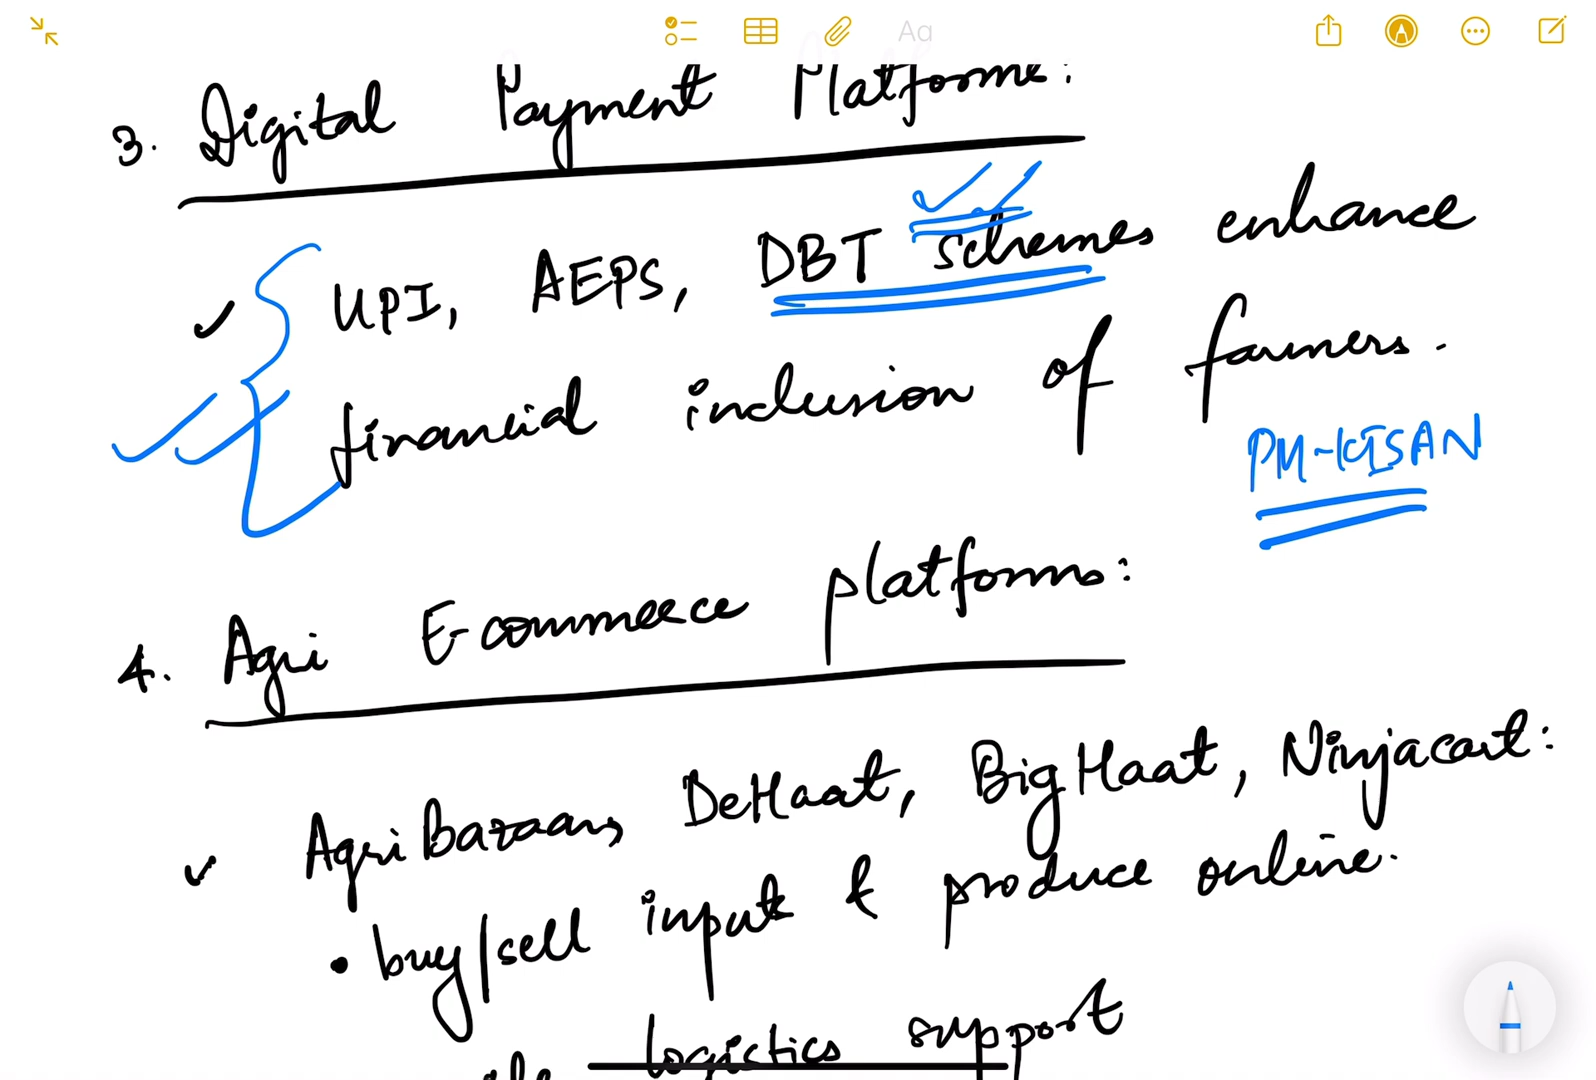 Aa
3. Digital Payment Platforms:
UPI, AEPS, DBT schemes enhance
financial inclusion of farmers.
PM-KISAN
4. Agri E-commerce platforms:
AgriBazaar, DeHaat, BigHaat, Ninjacart:
• buy/sell input & produce online.
logistics support